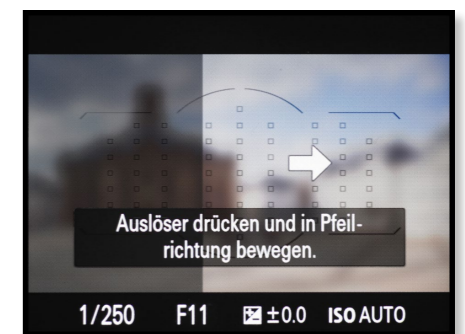 Auslöser drücken und in Pfeil-
richtung bewegen.
1/250 F11 ±0.0 ISO AUTO